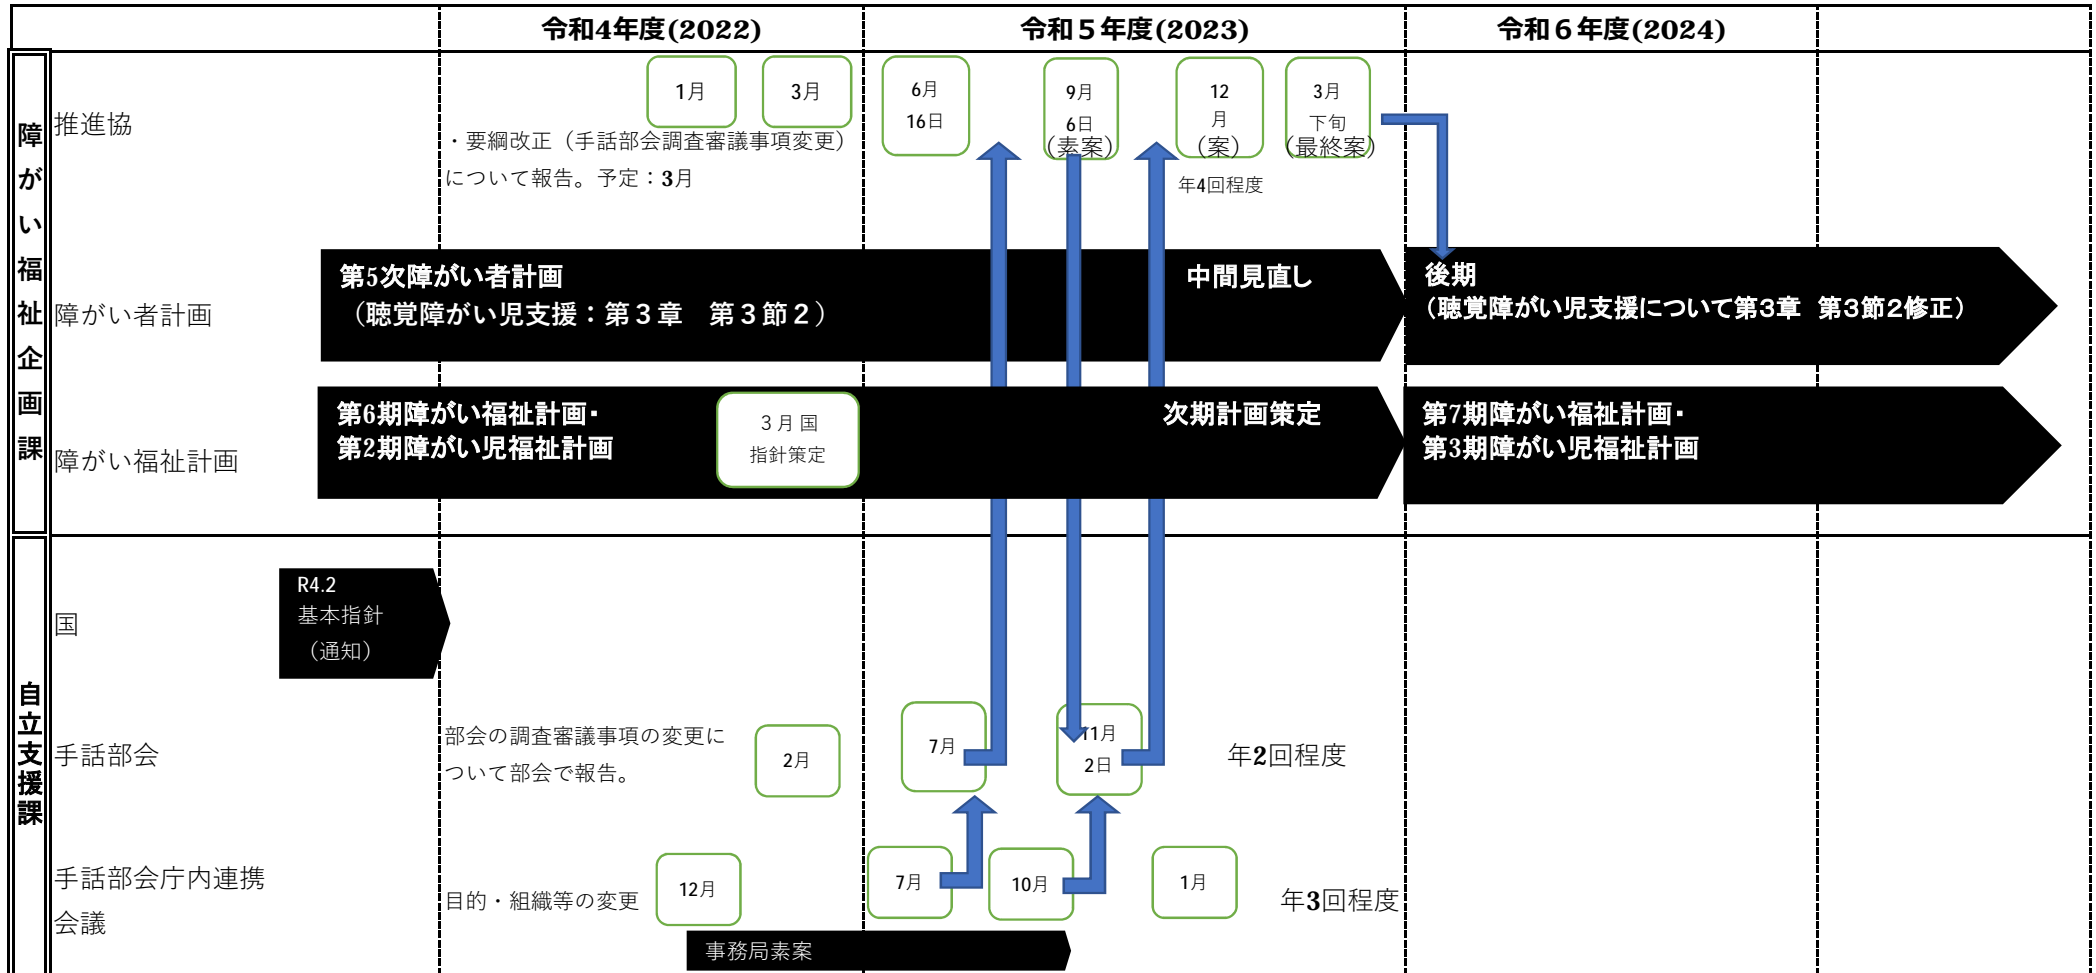 令和4年度(2022)
令和５年度(2023)
令和６年度(2024)
障がい福祉企画課
推進協
1月
3月
・要綱改正（手話部会調査審議事項変更）
について報告。予定：3月
6月
16日
9月
6日
（素案）
12
月
（案）
3月
下旬
（最終案）
年4回程度
障がい者計画
第5次障がい者計画
（聴覚障がい児支援：第３章　第３節２）
中間見直し
後期
（聴覚障がい児支援について第3章　第3節2修正）
障がい福祉計画
第6期障がい福祉計画・
第2期障がい児福祉計画
３月 国
指針策定
次期計画策定
第7期障がい福祉計画・
第3期障がい児福祉計画
自立支援課
国
R4.2
基本指針
（通知）
手話部会
部会の調査審議事項の変更に
ついて部会で報告。
2月
7月
11月
2日
年2回程度
手話部会庁内連携
会議
目的・組織等の変更
12月
7月
10月
1月
年3回程度
事務局素案